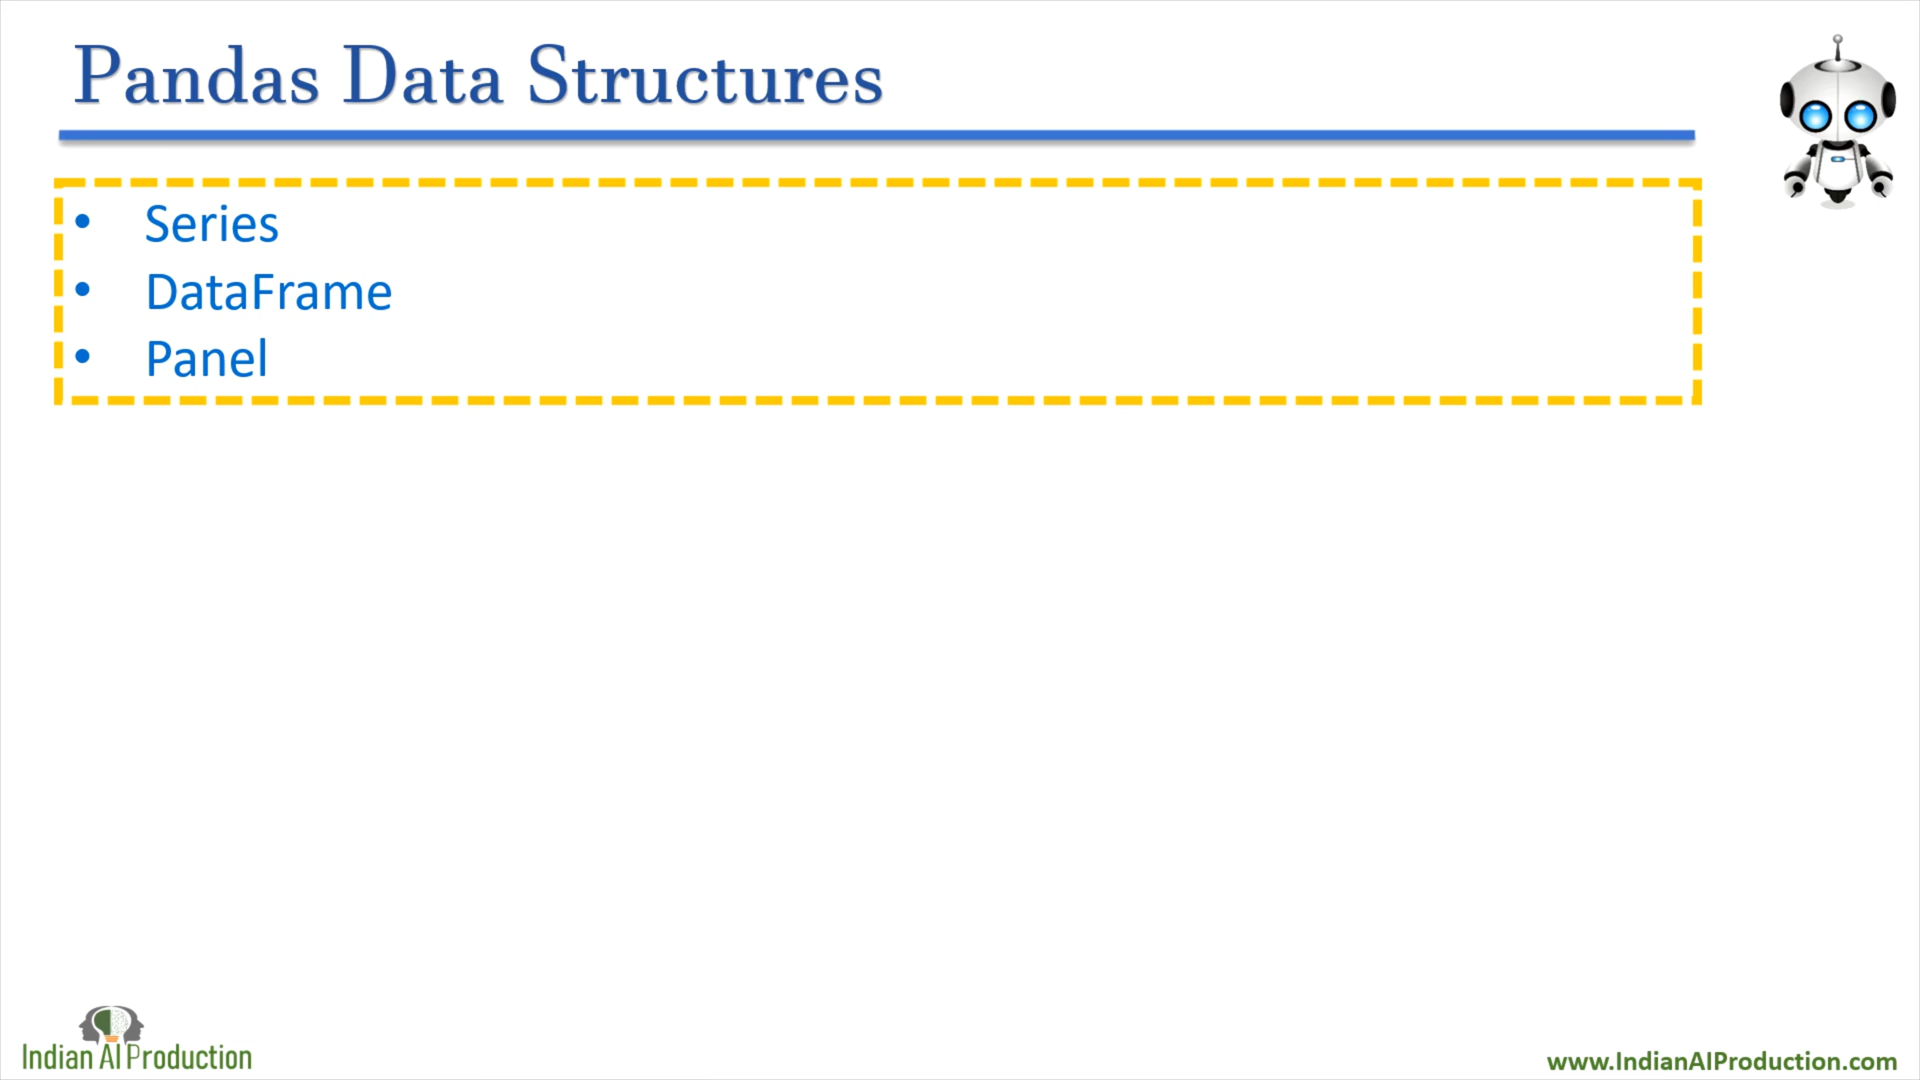 Pandas Data Structures
• Series
• DataFrame
• Panel
Indian AI Production
www.IndianAIProduction.com